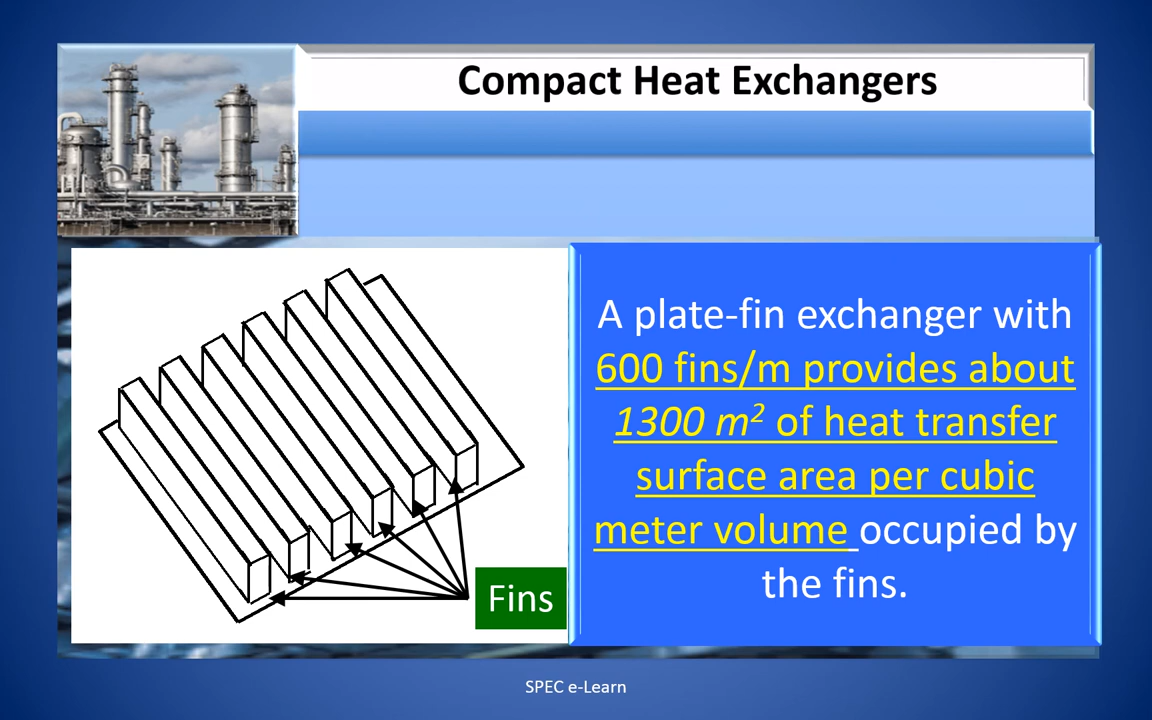 Compact Heat Exchangers
A plate-fin exchanger with
600 fins/m provides about
1300 m² of heat transfer
surface area per cubic
meter volume occupied by
the fins.
Fins
SPEC e-Learn